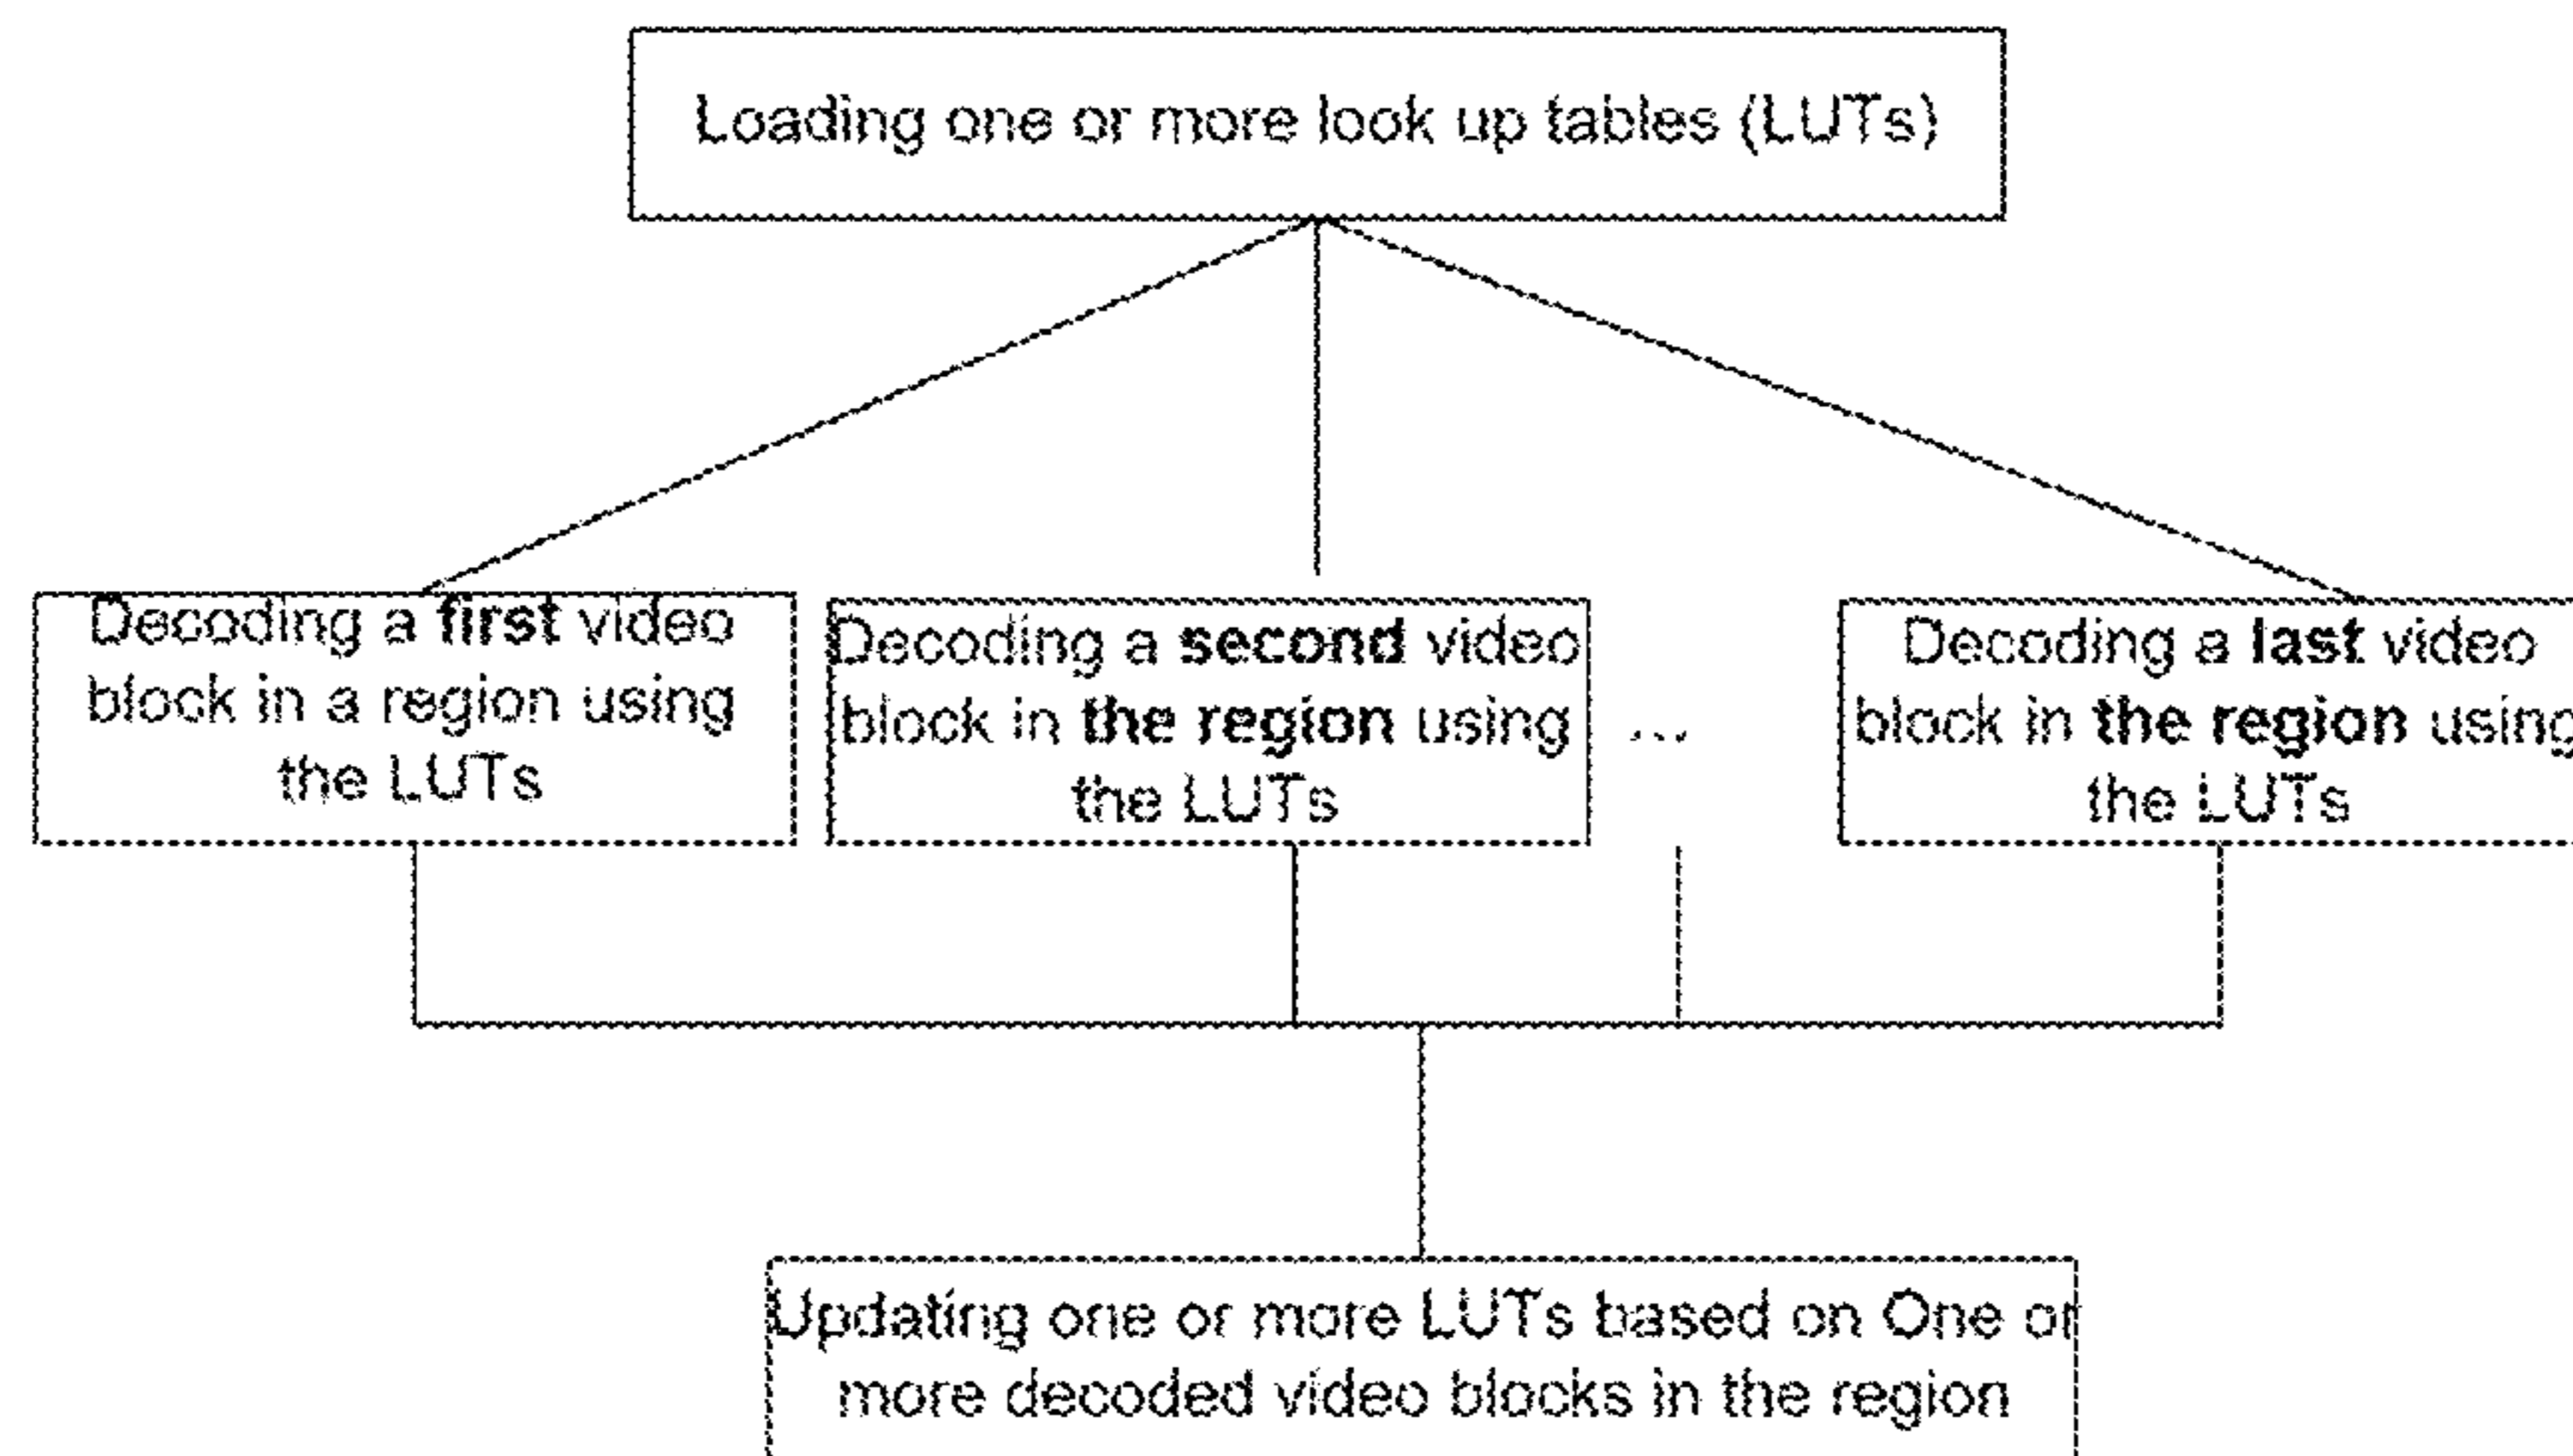 Loading one or more look up tables (LUTs)
Decoding a first video
block in a region using
the LUTs
Decoding a second video
block in the region using
the LUTs
...
Decoding a last video
block in the region using
the LUTs
Updating one or more LUTs based on One or
more decoded video blocks in the region